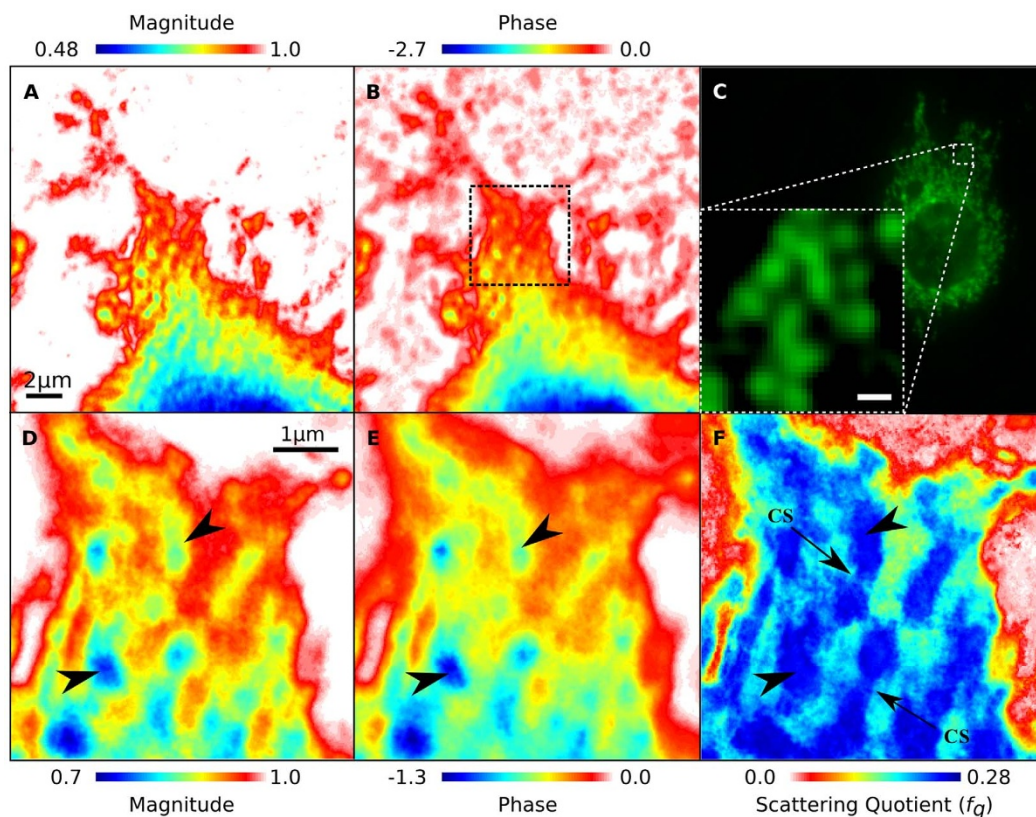 Magnitude
0.48 1.0
Phase
-2.7 0.0
A
B
C
2μm
D
1μm
E
F
CS
CS
0.7 1.0
Magnitude
-1.3 0.0
Phase
0.0 0.28
Scattering Quotient (fq)